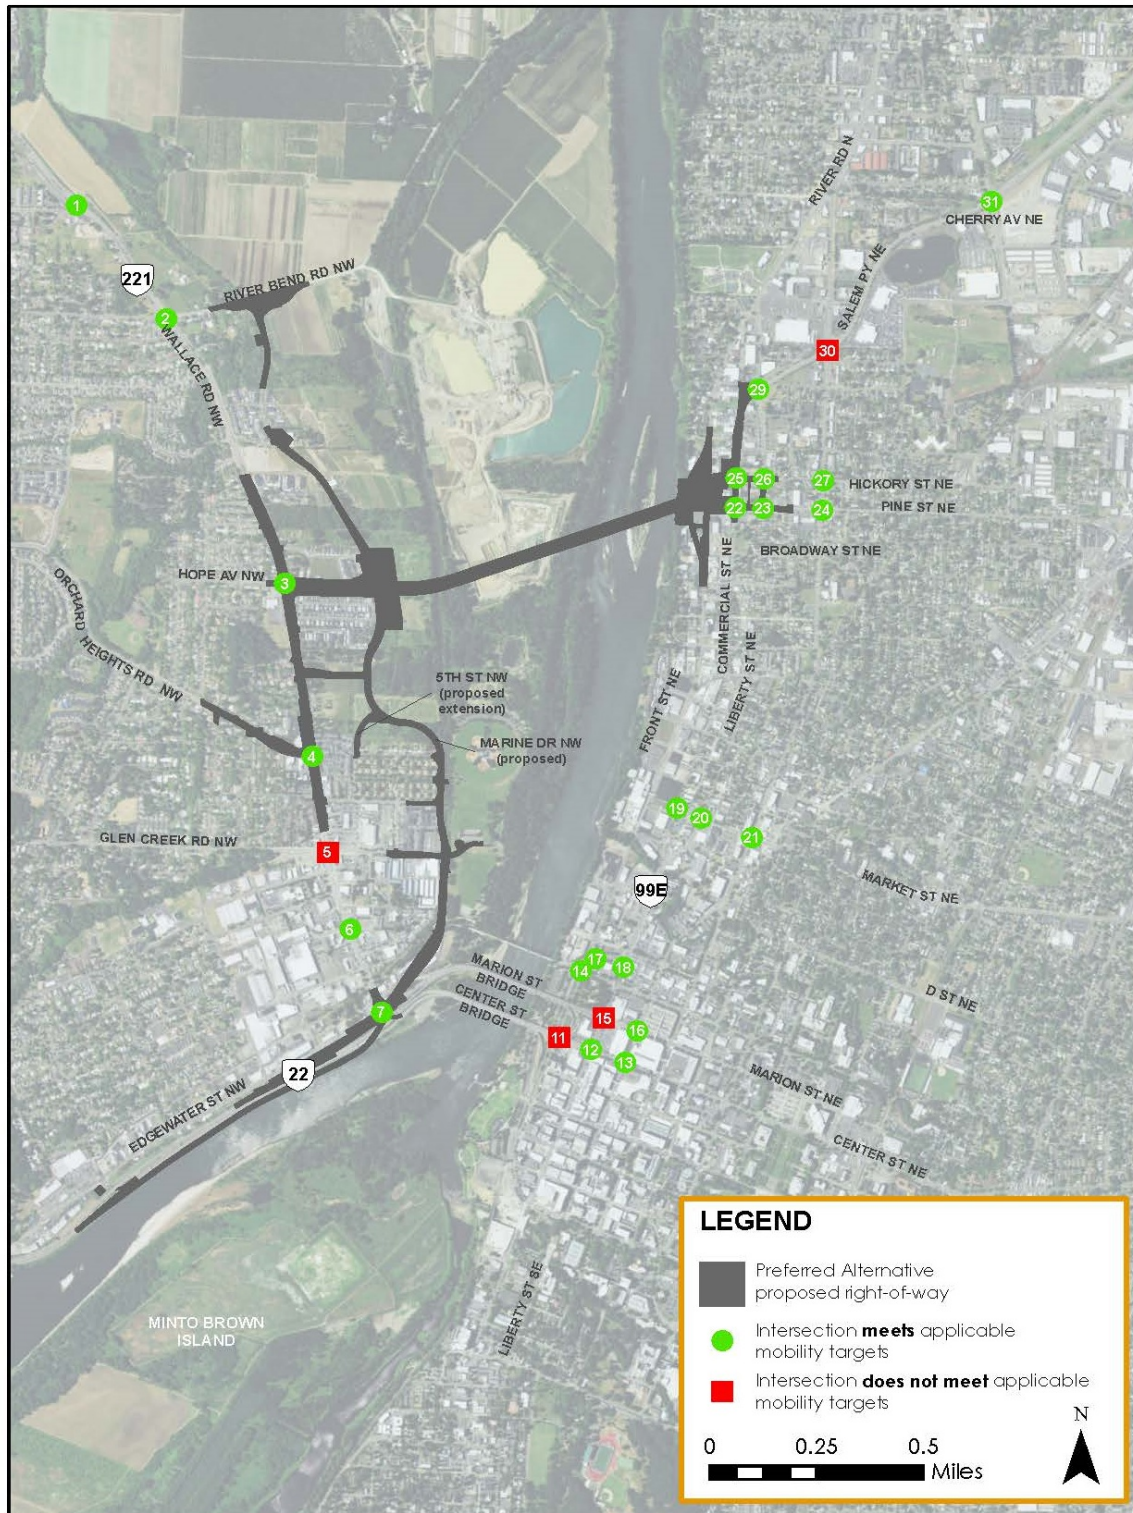 RIVER RD N
1
31
CHERRY AV NE
221
RIVER BEND RD NW
SALEM PY NE
2
WALLACE RD NW
30
29
25
26
27
HICKORY ST NE
22
23
24
PINE ST NE
BROADWAY ST NE
COMMERCIAL ST NE
HOPE AV NW
3
ORCHARD
HEIGHTS RD NW
LIBERTY ST NE
5TH ST NW
(proposed
extension)
FRONT ST NE
MARINE DR NW
(proposed)
4
19
20
21
GLEN CREEK RD NW
5
MARKET ST NE
99E
6
17
14
18
MARION ST
BRIDGE
CENTER ST
BRIDGE
D ST NE
7
15
11
16
12
13
22
MARION ST NE
EDGEWATER ST NW
CENTER ST NE
LIBERTY ST SE
MINTO BROWN
ISLAND
LEGEND
Preferred Alternative
proposed right-of-way
Intersection meets applicable
mobility targets
Intersection does not meet applicable
mobility targets
N
0 0.25 0.5
Miles